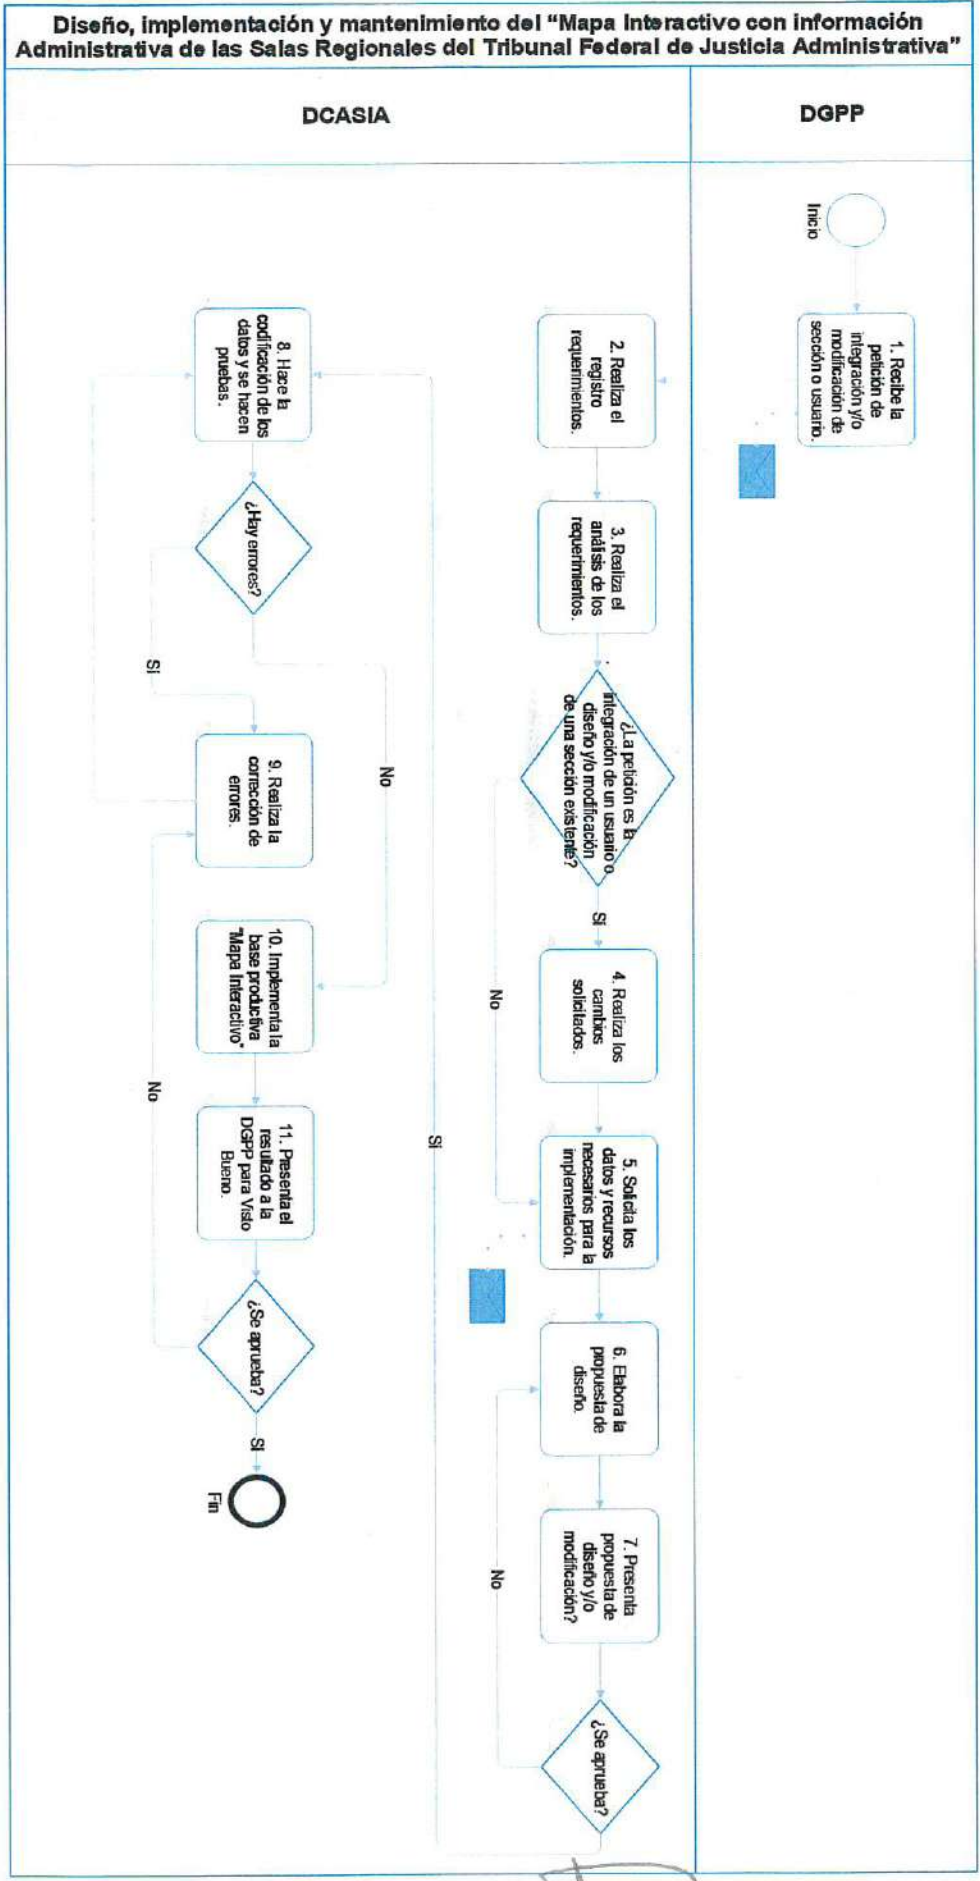 Diseño, implementación y mantenimiento del “Mapa Interactivo con información
Administrativa de las Salas Regionales del Tribunal Federal de Justicia Administrativa”
DGPP
DCASIA
Inicio
1. Recibe la
petición de
integración y/o
modificación de
sección o usuario.
2. Realiza el
registro
requerimientos.
3. Realiza el
análisis de los
requerimientos.
¿La petición es la
integración de un usuario o
diseño y/o modificación
de una sección existente?
Sí
No
4. Realiza los
cambios
solicitados.
5. Solicita los
datos y recursos
necesarios para la
implementación.
6. Elabora la
propuesta de
diseño.
7. Presenta
propuesta de
diseño y/o
modificación?
¿Se aprueba?
No
Si
8. Hace la
codificación de los
datos y se hacen
pruebas.
¿Hay errores?
Si
No
9. Realiza la
corrección de
errores.
10. Implementa la
base productiva
"Mapa Interactivo"
11. Presenta el
resultado a la
DGPP para Visto
Bueno.
¿Se aprueba?
No
Si
Fin